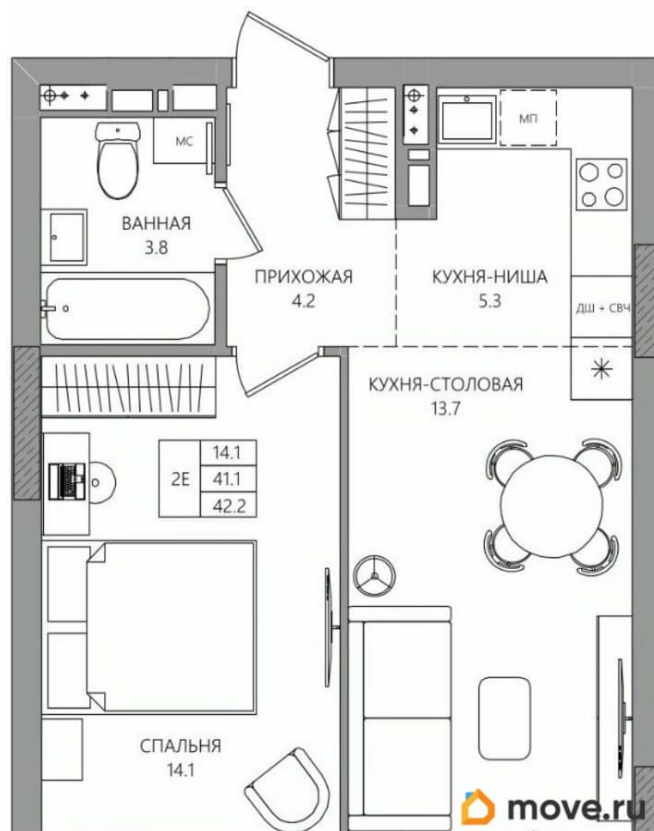 МС
МП
ВАННАЯ
3.8
ПРИХОЖАЯ
4.2
КУХНЯ-НИША
5.3
ДШ + СВЧ
КУХНЯ-СТОЛОВАЯ
13.7
2Е
14.1
41.1
42.2
СПАЛЬНЯ
14.1
move.ru